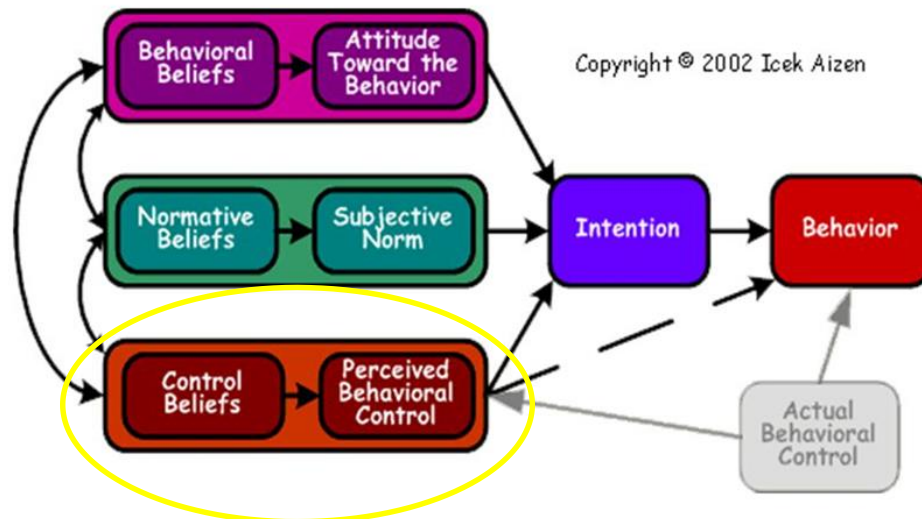 Behavioral
Beliefs
Attitude
Toward the
Behavior
Copyright © 2002 Icek Aizen
Normative
Beliefs
Subjective
Norm
Intention
Behavior
Control
Beliefs
Perceived
Behavioral
Control
Actual
Behavioral
Control